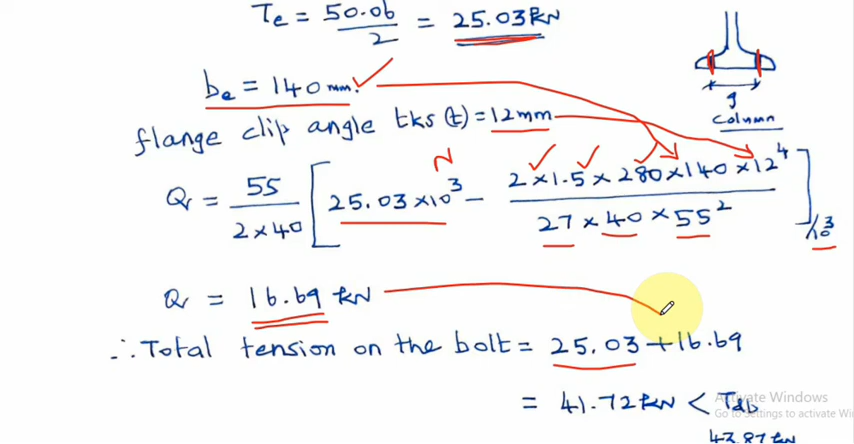 Te = 50.06/2 = 25.03 kN
be = 140 mm.
g
column
flange clip angle tks (t) = 12mm
N
Qr = 55/(2×40) [25.03×10^3 − (2×1.5×280×140×12^4)/(27×40×55^2)]/10^3
Qr = 16.69 kN
∴ Total tension on the bolt = 25.03 + 16.69
= 41.72 kN < Tdb
43.87 kN
Activate Windows
Go to Settings to activate Wi